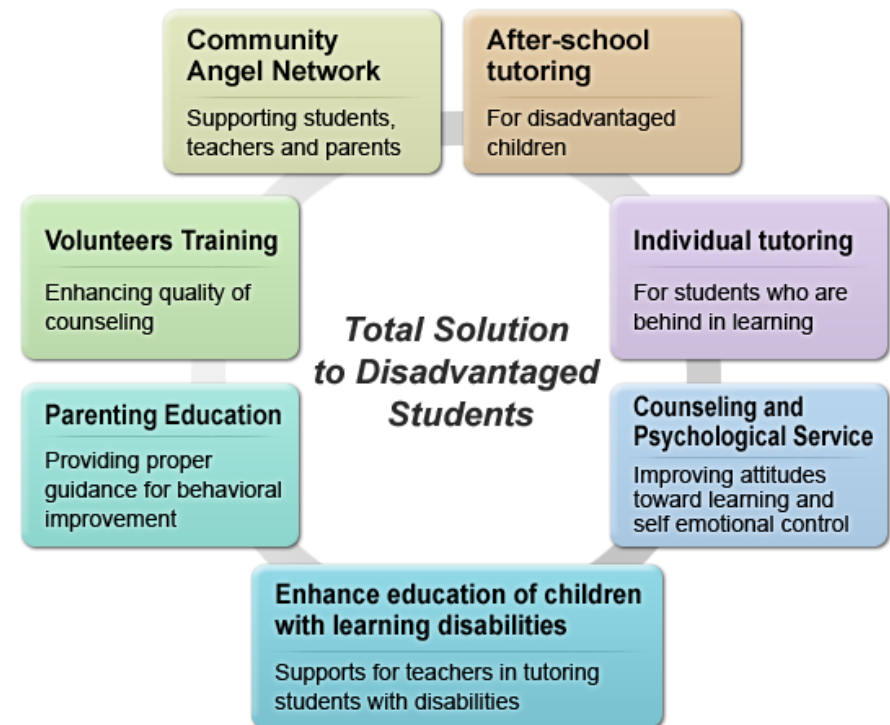 Community
Angel Network
Supporting students,
teachers and parents
After-school
tutoring
For disadvantaged
children
Volunteers Training
Enhancing quality of
counseling
Individual tutoring
For students who are
behind in learning
Total Solution
to Disadvantaged
Students
Parenting Education
Providing proper
guidance for behavioral
improvement
Counseling and
Psychological Service
Improving attitudes
toward learning and
self emotional control
Enhance education of children
with learning disabilities
Supports for teachers in tutoring
students with disabilities